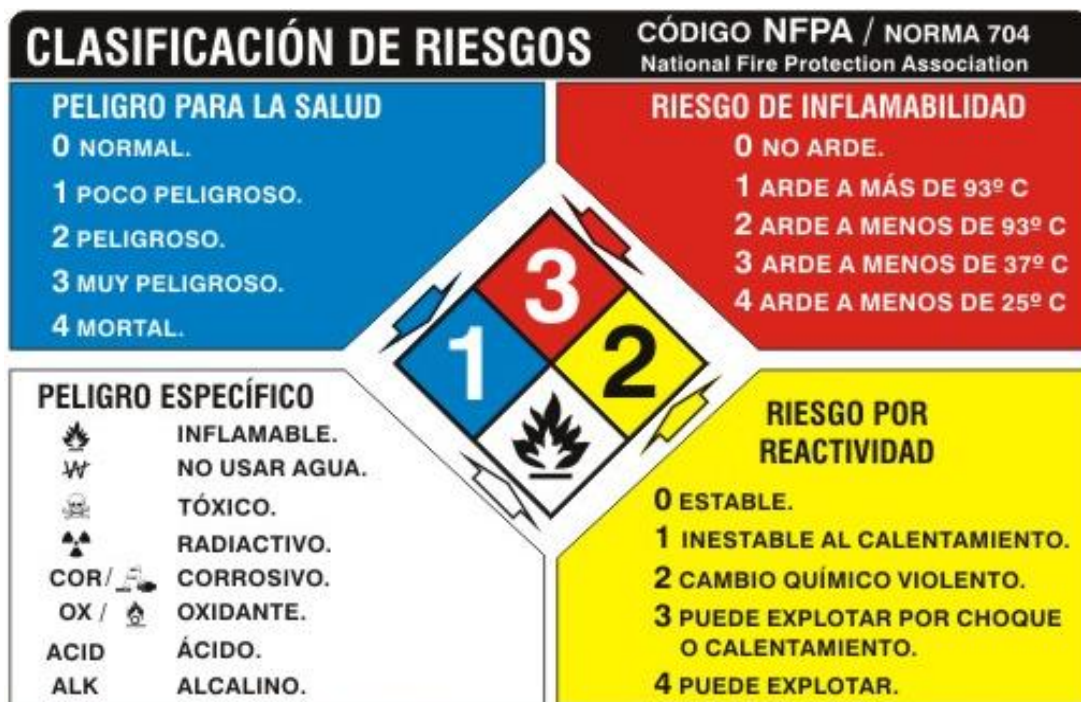 CLASIFICACIÓN DE RIESGOS
CÓDIGO NFPA / NORMA 704
National Fire Protection Association
PELIGRO PARA LA SALUD
0 NORMAL.
1 POCO PELIGROSO.
2 PELIGROSO.
3 MUY PELIGROSO.
4 MORTAL.
RIESGO DE INFLAMABILIDAD
0 NO ARDE.
1 ARDE A MÁS DE 93º C
2 ARDE A MENOS DE 93º C
3 ARDE A MENOS DE 37º C
4 ARDE A MENOS DE 25º C
3
1
2
PELIGRO ESPECÍFICO
INFLAMABLE.
W NO USAR AGUA.
TÓXICO.
RADIACTIVO.
COR/ CORROSIVO.
OX / OXIDANTE.
ACID ÁCIDO.
ALK ALCALINO.
RIESGO POR
REACTIVIDAD
0 ESTABLE.
1 INESTABLE AL CALENTAMIENTO.
2 CAMBIO QUÍMICO VIOLENTO.
3 PUEDE EXPLOTAR POR CHOQUE
O CALENTAMIENTO.
4 PUEDE EXPLOTAR.